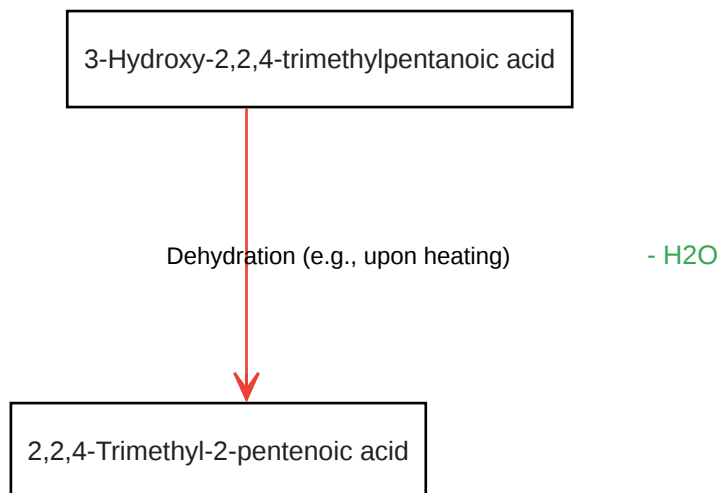 3-Hydroxy-2,2,4-trimethylpentanoic acid
Dehydration (e.g., upon heating)
- H2O
2,2,4-Trimethyl-2-pentenoic acid